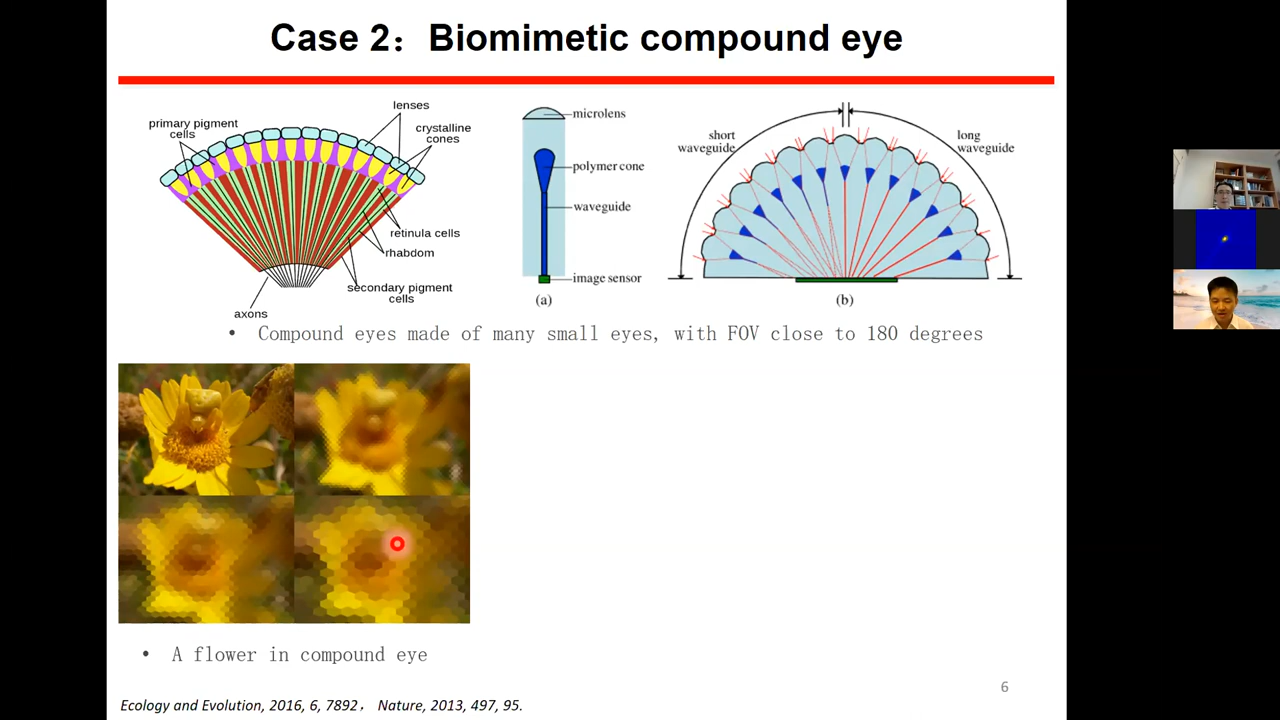 Case 2：Biomimetic compound eye
lenses
primary pigment
cells
crystalline
cones
retinula cells
rhabdom
secondary pigment
cells
axons
microlens
polymer cone
waveguide
image sensor
(a)
short
waveguide
long
waveguide
(b)
• Compound eyes made of many small eyes, with FOV close to 180 degrees
• A flower in compound eye
6
Ecology and Evolution, 2016, 6, 7892， Nature, 2013, 497, 95.